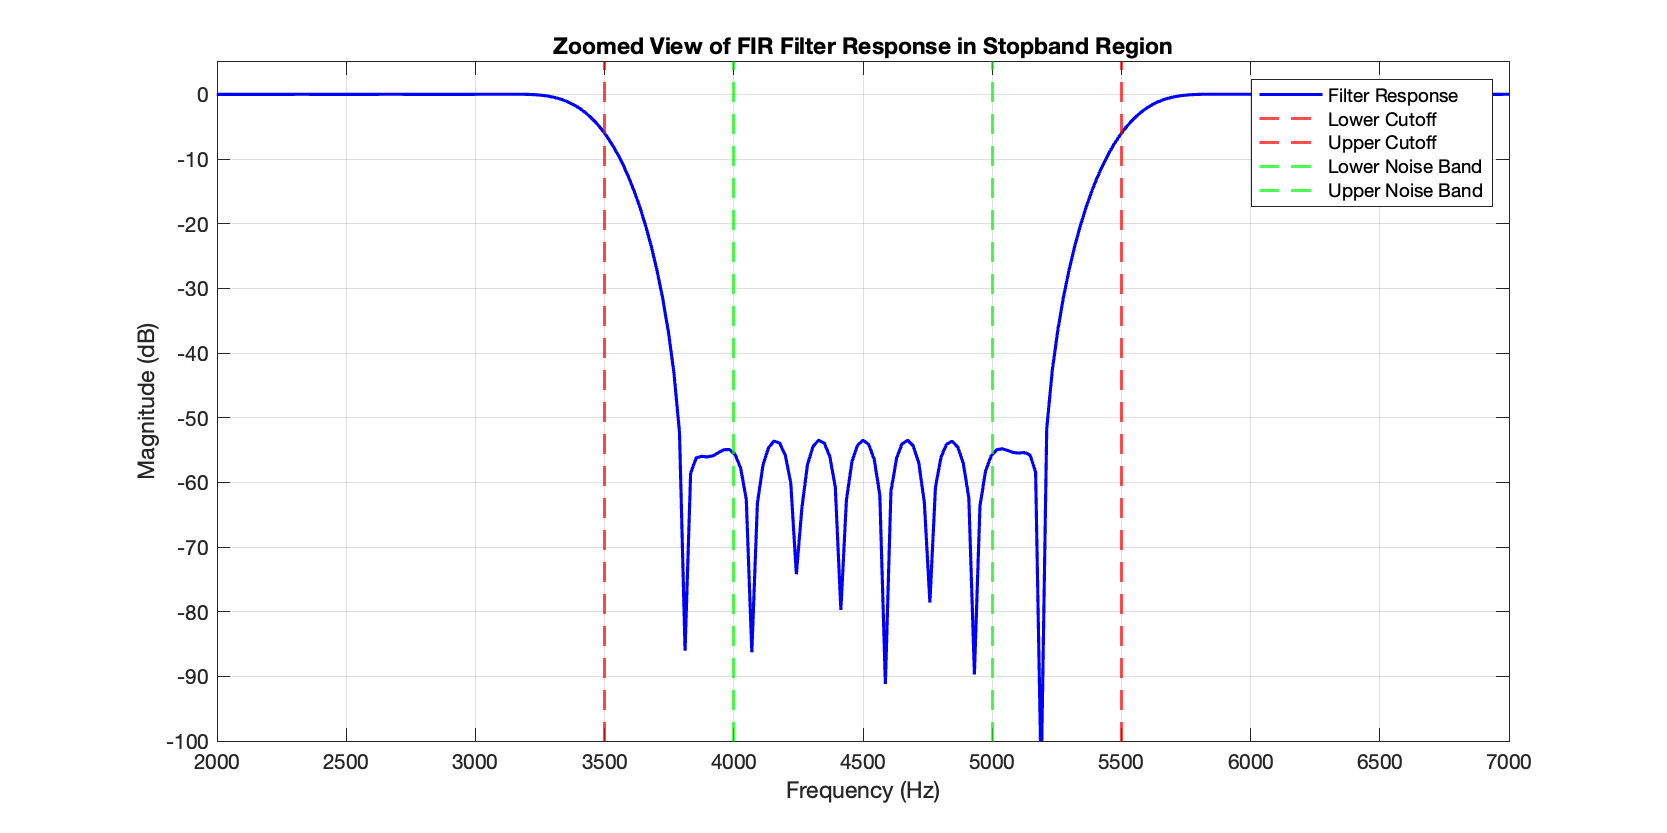 Zoomed View of FIR Filter Response in Stopband Region
0
-10
-20
-30
-40
-50
-60
-70
-80
-90
-100
Magnitude (dB)
Filter Response
Lower Cutoff
Upper Cutoff
Lower Noise Band
Upper Noise Band
2000 2500 3000 3500 4000 4500 5000 5500 6000 6500 7000
Frequency (Hz)